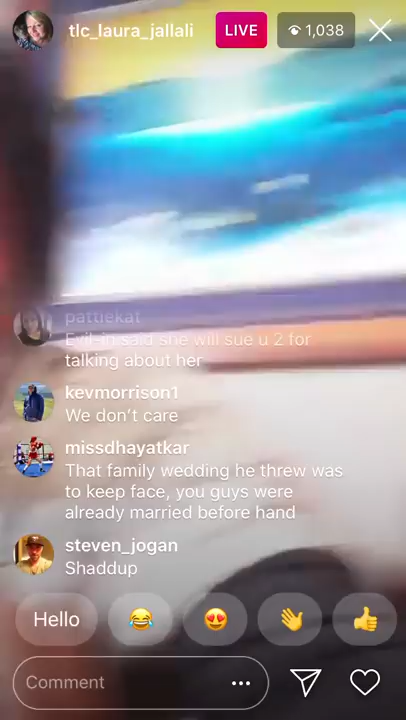 tlc_laura_jallali
LIVE
1,038
pattiekat
Evil-in said she will sue u 2 for
talking about her
kevmorrison1
We don't care
missdhayatkar
That family wedding he threw was
to keep face, you guys were
already married before hand
steven_jogan
Shaddup
Hello
Comment